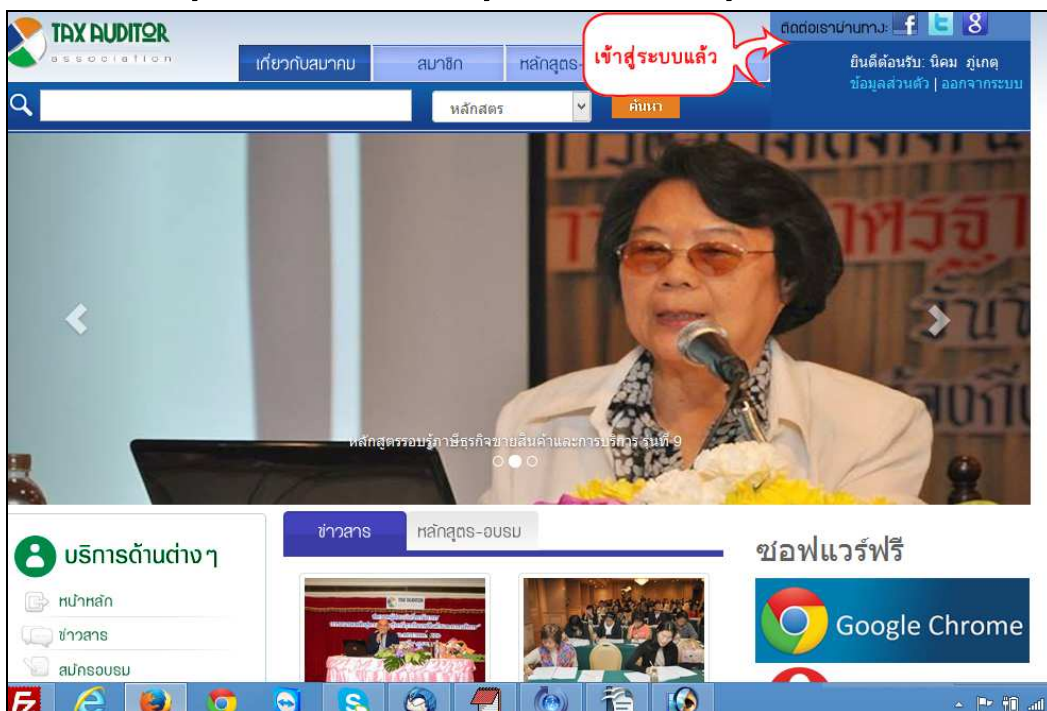 TAX AUDITOR
association
ติดต่อเราผ่านทาง:
เข้าสู่ระบบแล้ว
เกี่ยวกับสมาคม
สมาชิก
หลักสูตร-
ยินดีต้อนรับ: นิคม ภู่เกตุ
ข้อมูลส่วนตัว | ออกจากระบบ
หลักสูตร
ค้นหา
หลักสูตรรอบรู้ภาษีธุรกิจขายสินค้าและการบริการ รุ่นที่ 9
ข่าวสาร
หลักสูตร-อบรม
บริการด้านต่าง ๆ
หน้าหลัก
ข่าวสาร
สมัครอบรม
ซอฟแวร์ฟรี
Google Chrome